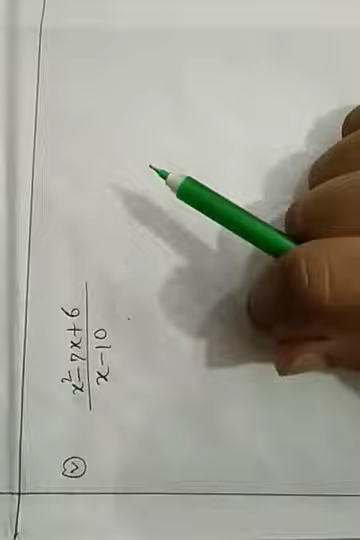 (v) x² - 7x + 6
x - 10